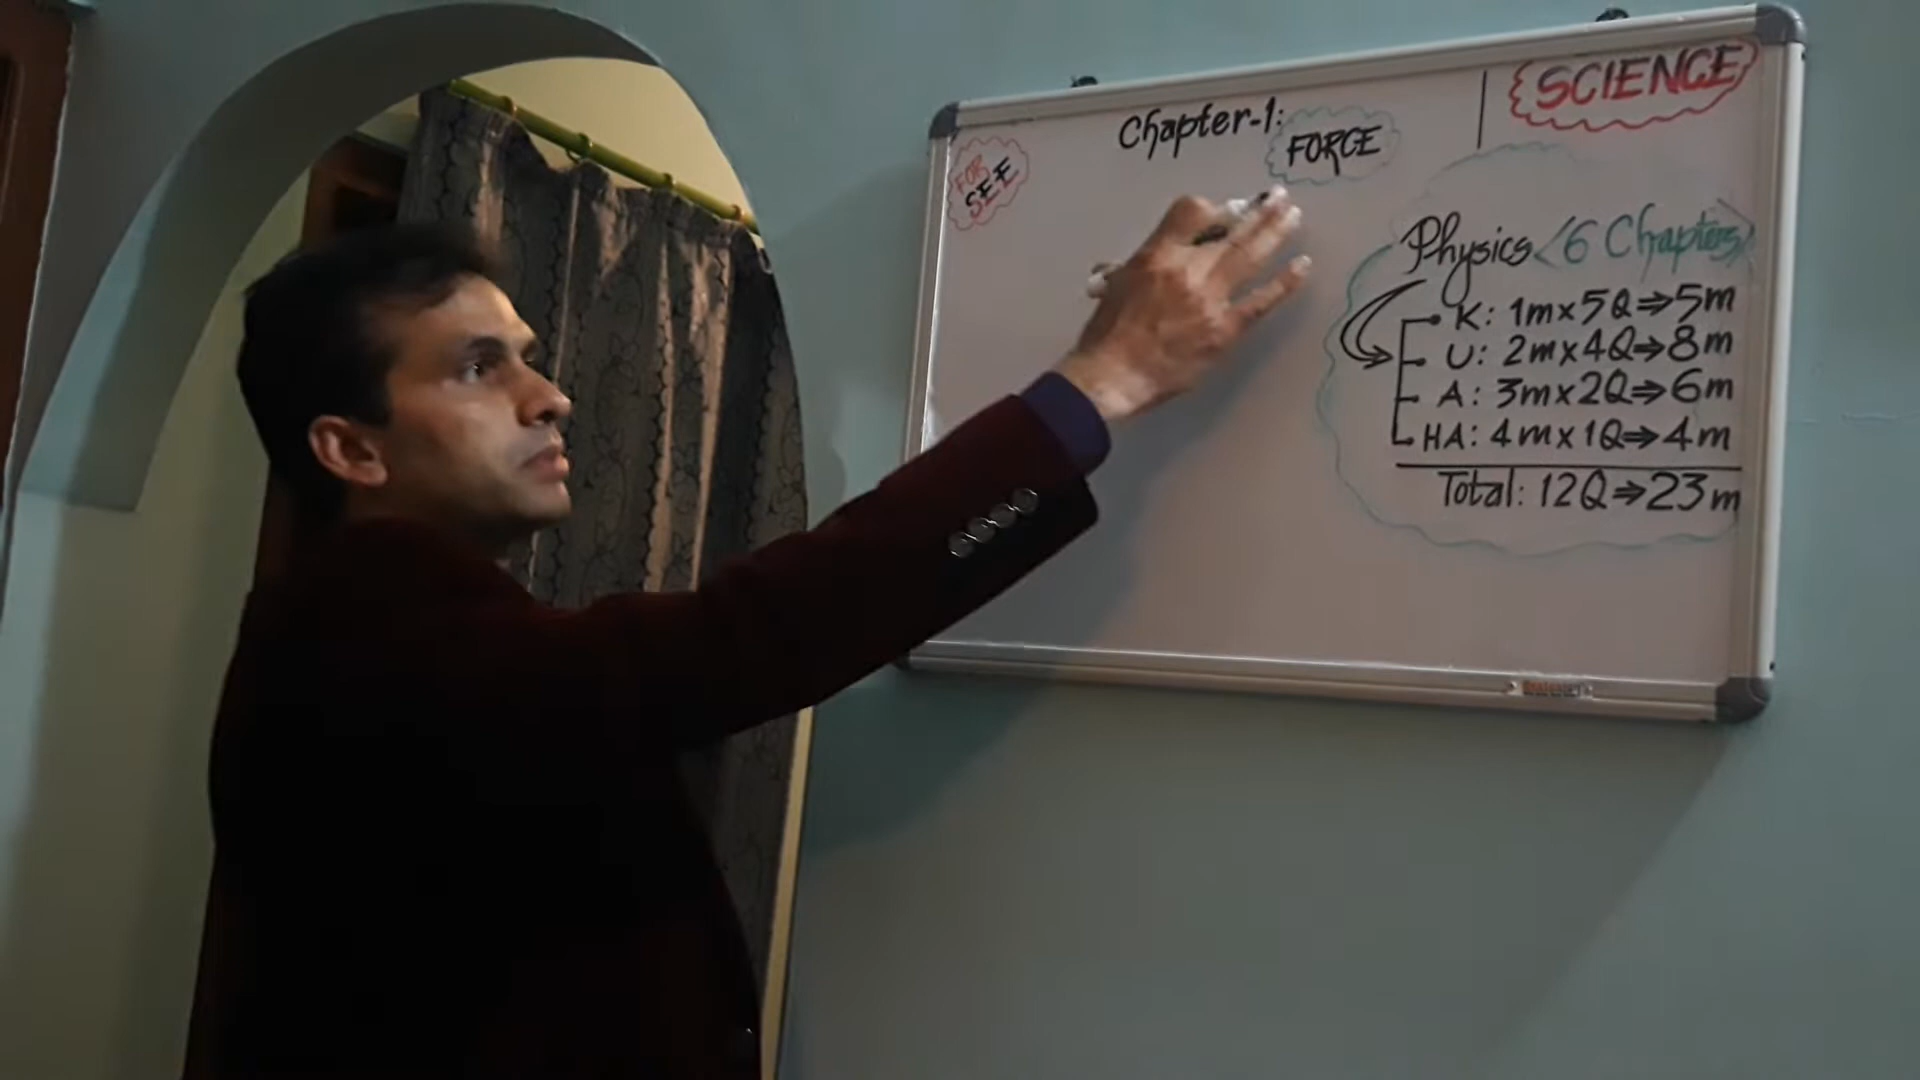 SCIENCE
Chapter-1:
FORCE
FOR
SEE
Physics <6 Chapters>
K: 1m×5Q⇒5m
U: 2m×4Q⇒8m
A: 3m×2Q⇒6m
HA: 4m×1Q⇒4m
Total: 12Q⇒23m